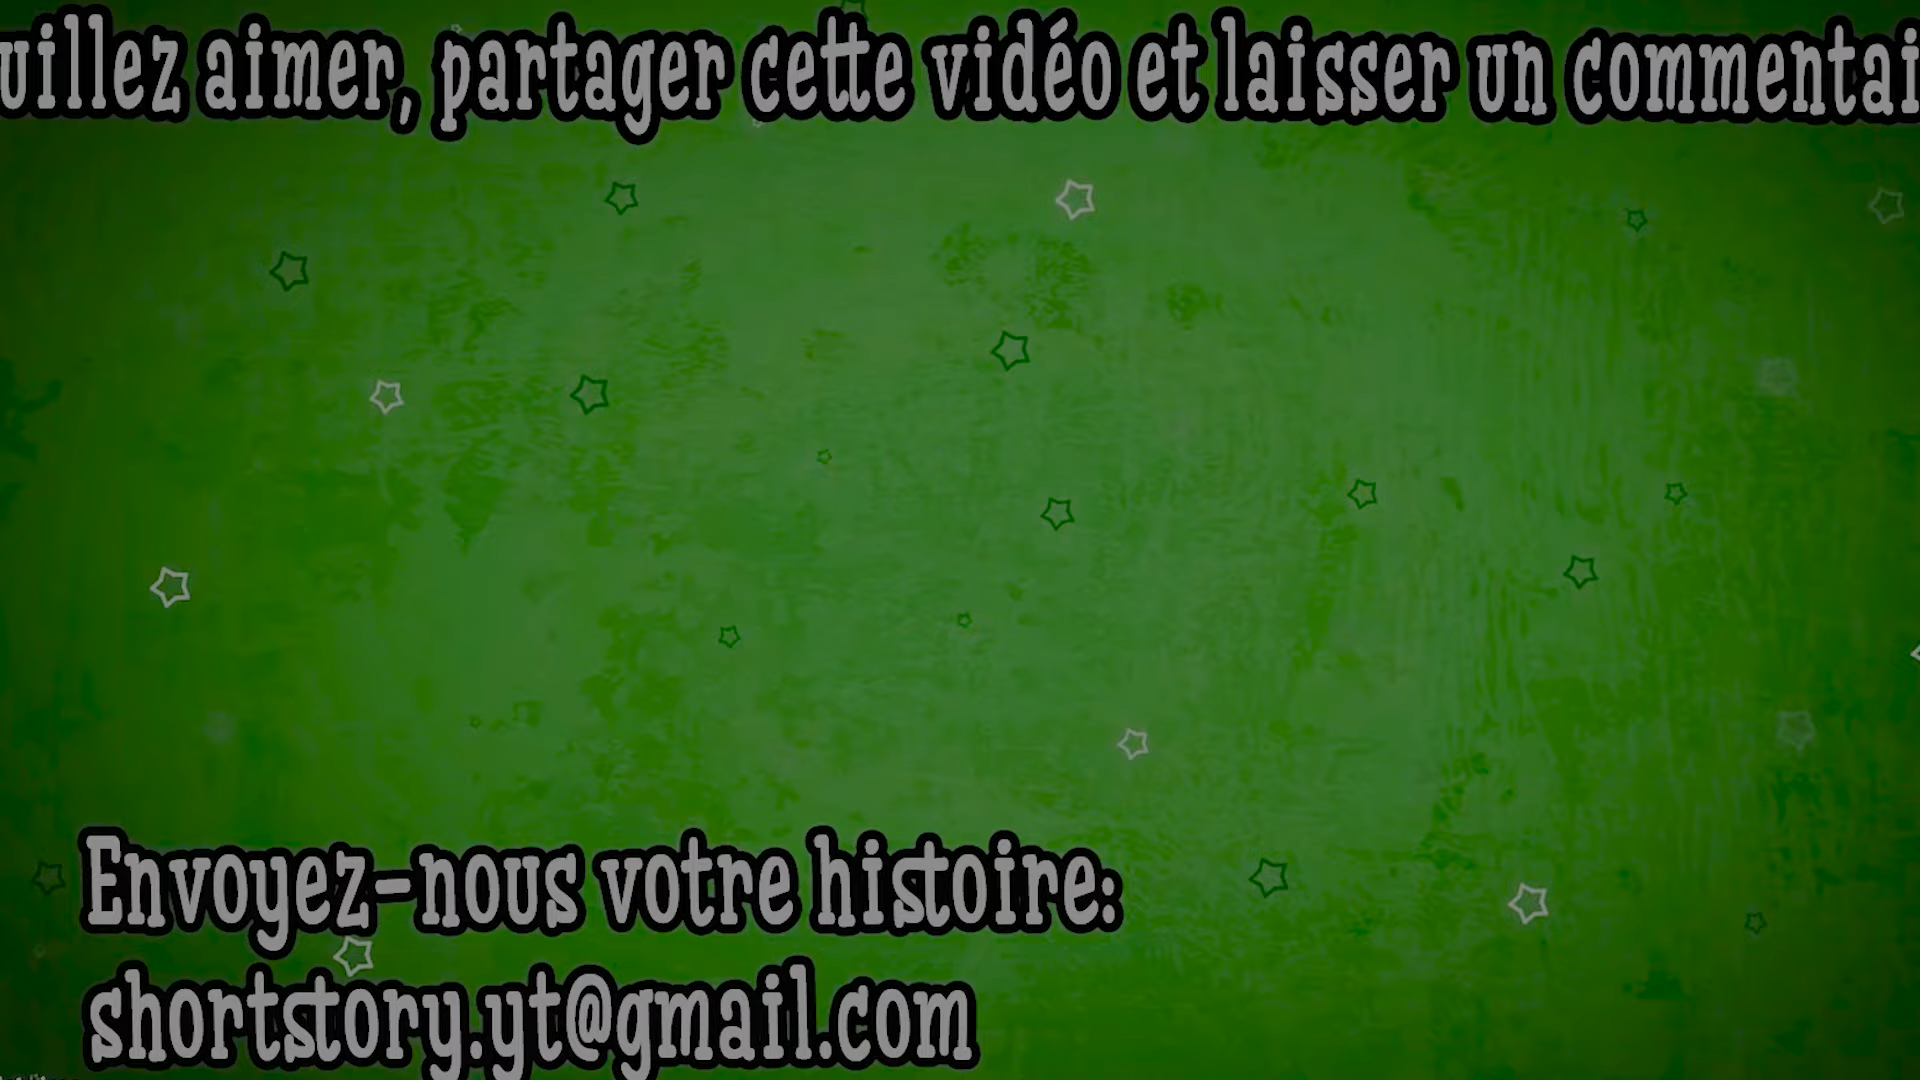 uillez aimer, partager cette vidéo et laisser un commentai
Envoyez-nous votre histoire:
shortstory.yt@gmail.com